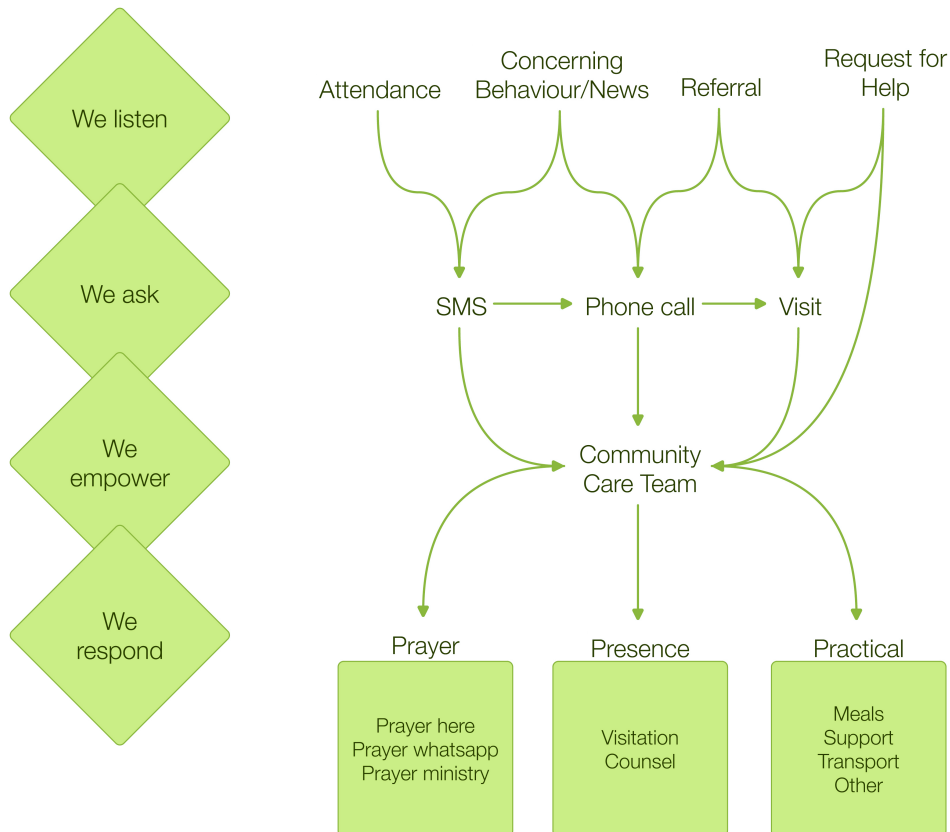 We listen
We ask
We
empower
We
respond
Attendance
Concerning
Behaviour/News
Referral
Request for
Help
SMS
Phone call
Visit
Community
Care Team
Prayer
Prayer here
Prayer whatsapp
Prayer ministry
Presence
Visitation
Counsel
Practical
Meals
Support
Transport
Other